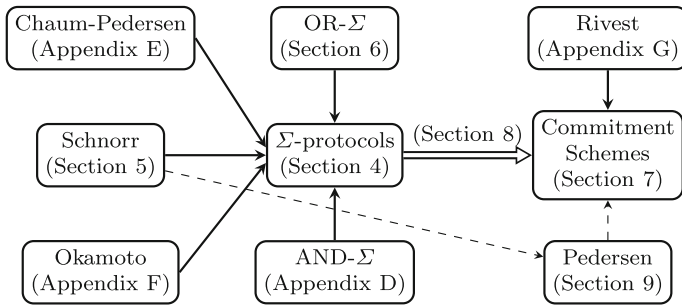 Chaum-Pedersen
(Appendix E)
OR-Σ
(Section 6)
Rivest
(Appendix G)
Schnorr
(Section 5)
Σ-protocols
(Section 4)
(Section 8)
Commitment
Schemes
(Section 7)
Okamoto
(Appendix F)
AND-Σ
(Appendix D)
Pedersen
(Section 9)